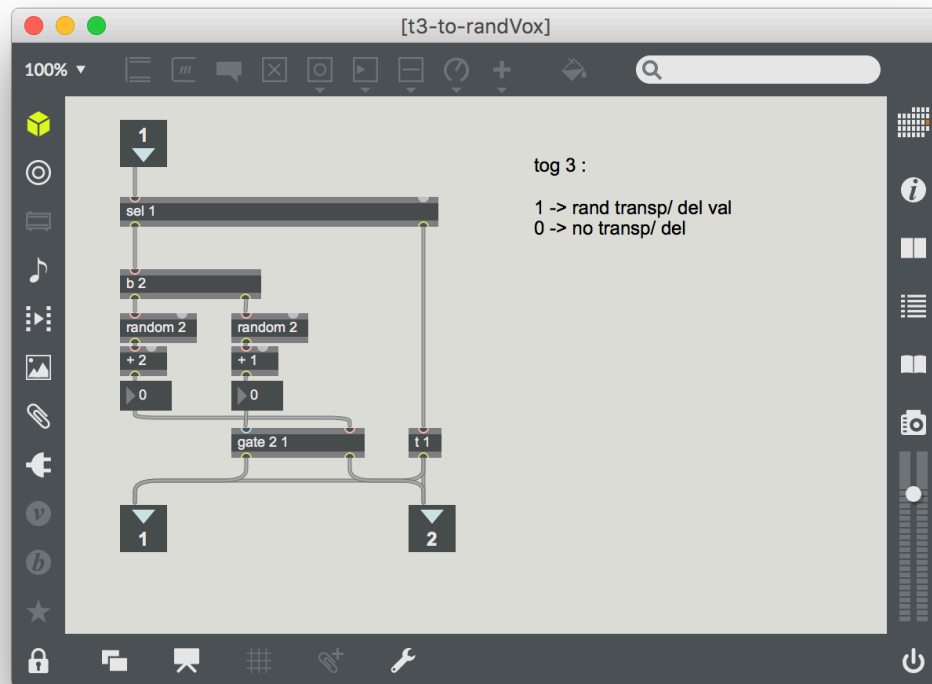 [t3-to-randVox]
100% ▼
1
sel 1
tog 3 :
1 -> rand transp/ del val
0 -> no transp/ del
b 2
random 2
random 2
+ 2
+ 1
0
0
gate 2 1
t 1
1
2